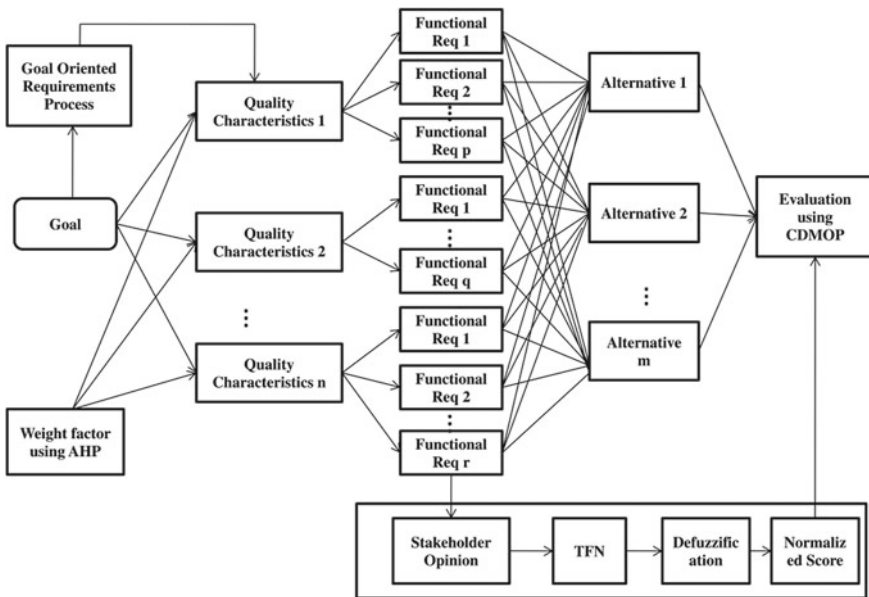 Goal Oriented
Requirements
Process
Goal
Weight factor
using AHP
Quality
Characteristics 1
Quality
Characteristics 2
⋮
Quality
Characteristics n
Functional
Req 1
Functional
Req 2
⋮
Functional
Req p
Functional
Req 1
⋮
Functional
Req q
Functional
Req 1
Functional
Req 2
⋮
Functional
Req r
Alternative 1
Alternative 2
⋮
Alternative
m
Evaluation
using
CDMOP
Stakeholder
Opinion
TFN
Defuzzific
ation
Normaliz
ed Score